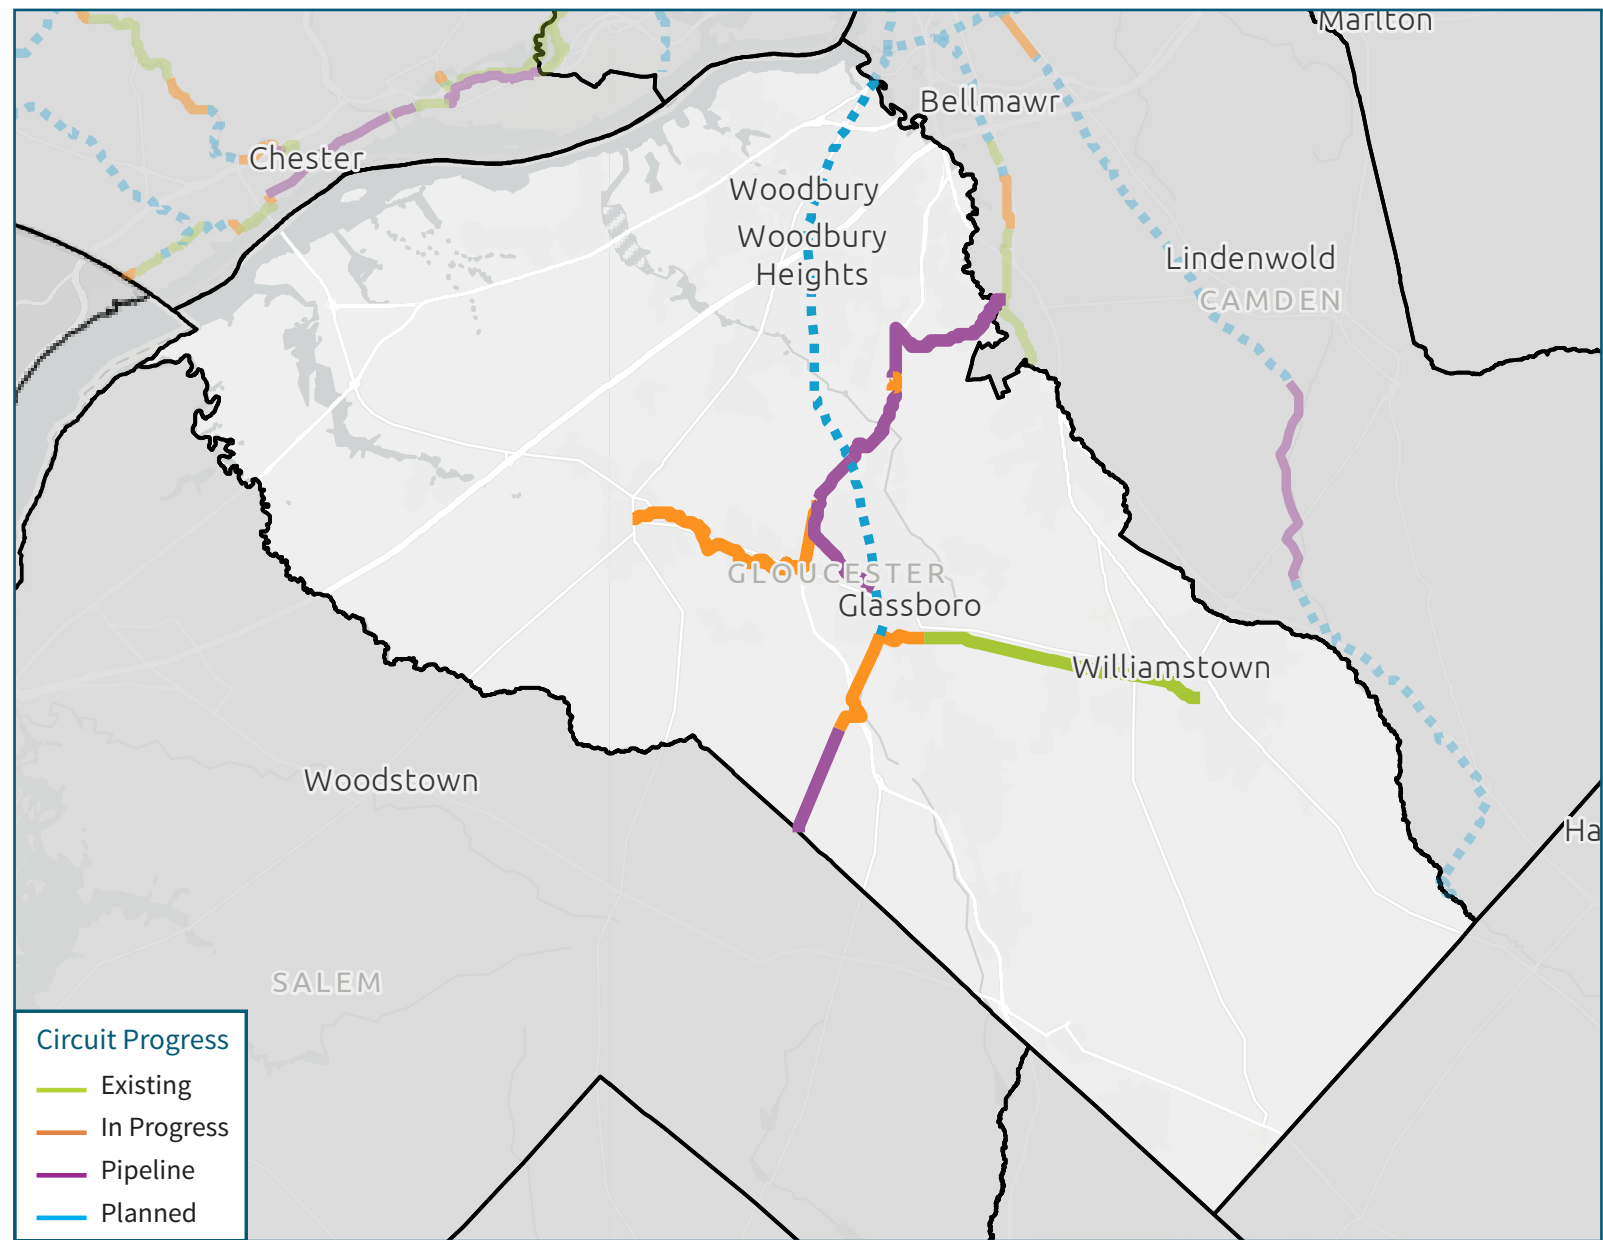 Marlton
Bellmawr
Chester
Woodbury
Woodbury
Heights
Lindenwold
CAMDEN
GLOUCESTER
Glassboro
Williamstown
Woodstown
Ha
SALEM
Circuit Progress
Existing
In Progress
Pipeline
Planned